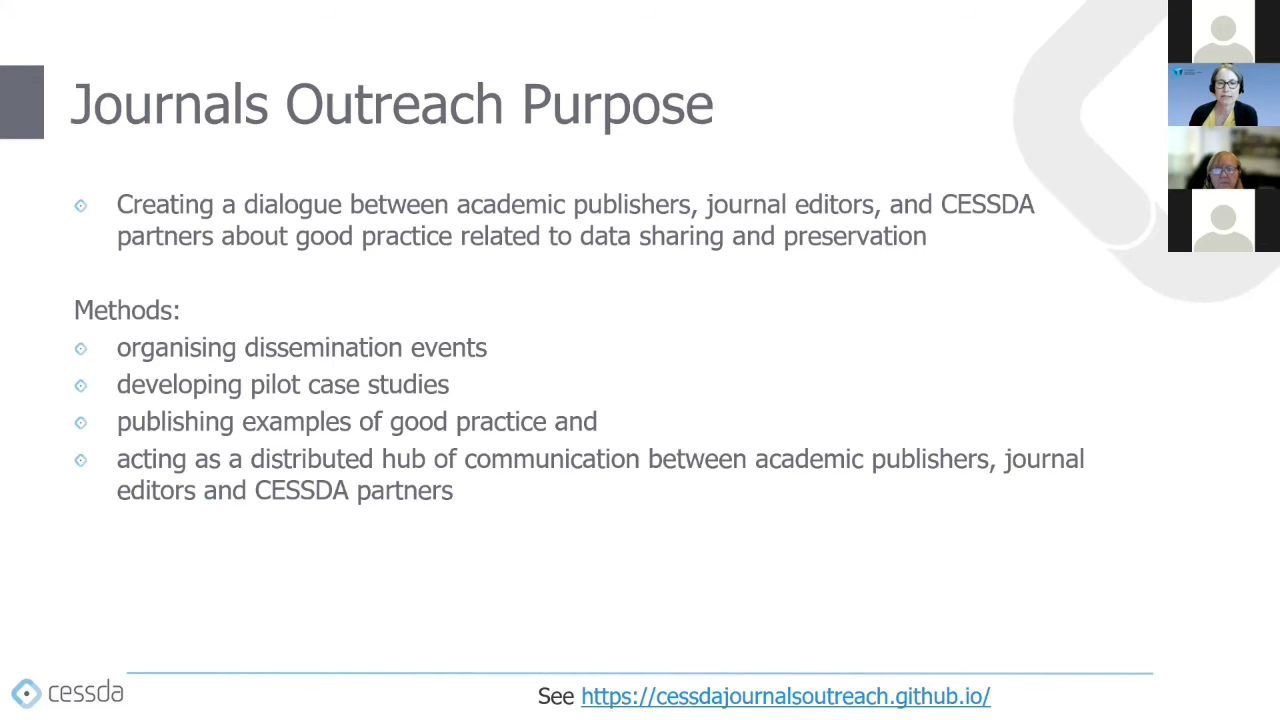 Journals Outreach Purpose
Creating a dialogue between academic publishers, journal editors, and CESSDA
partners about good practice related to data sharing and preservation
Methods:
organising dissemination events
developing pilot case studies
publishing examples of good practice and
acting as a distributed hub of communication between academic publishers, journal
editors and CESSDA partners
cessda
See https://cessdajournalsoutreach.github.io/